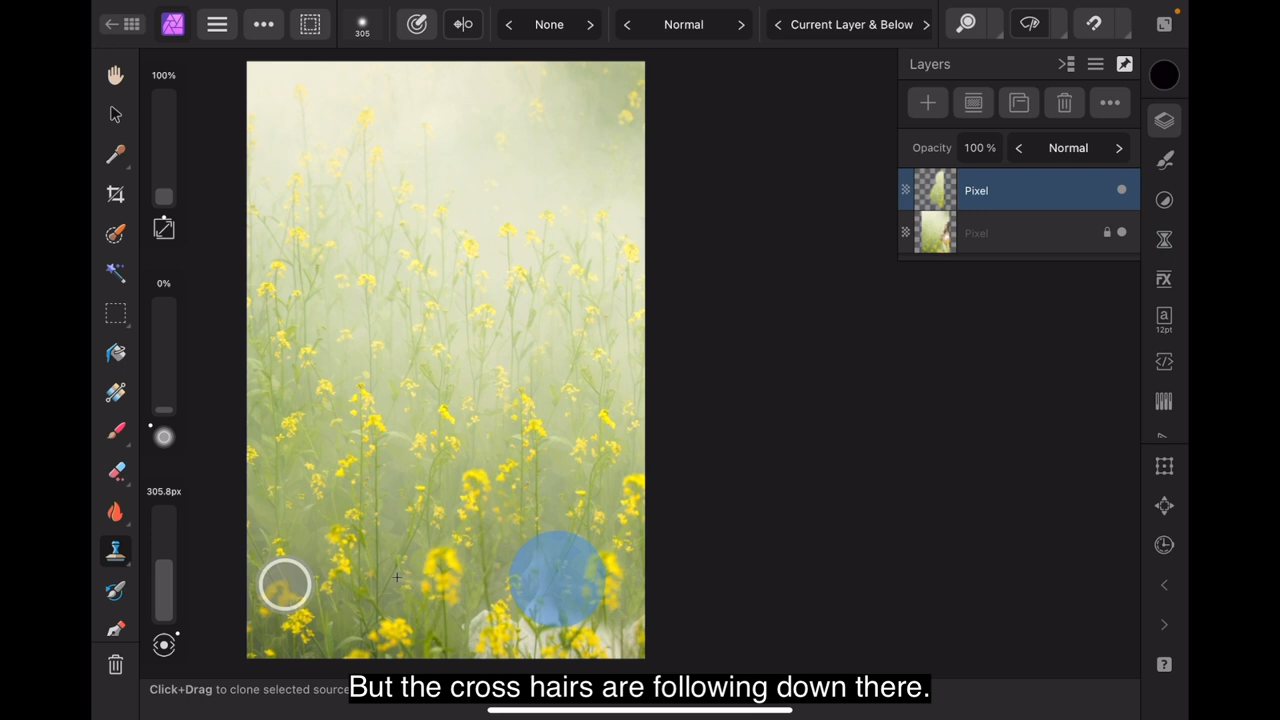 305
None
Normal
Current Layer & Below
100%
0%
305.8px
Layers
Opacity 100 % Normal
Pixel
Pixel
a
12pt
FX
?
Click+Drag to clone selected source
But the cross hairs are following down there.